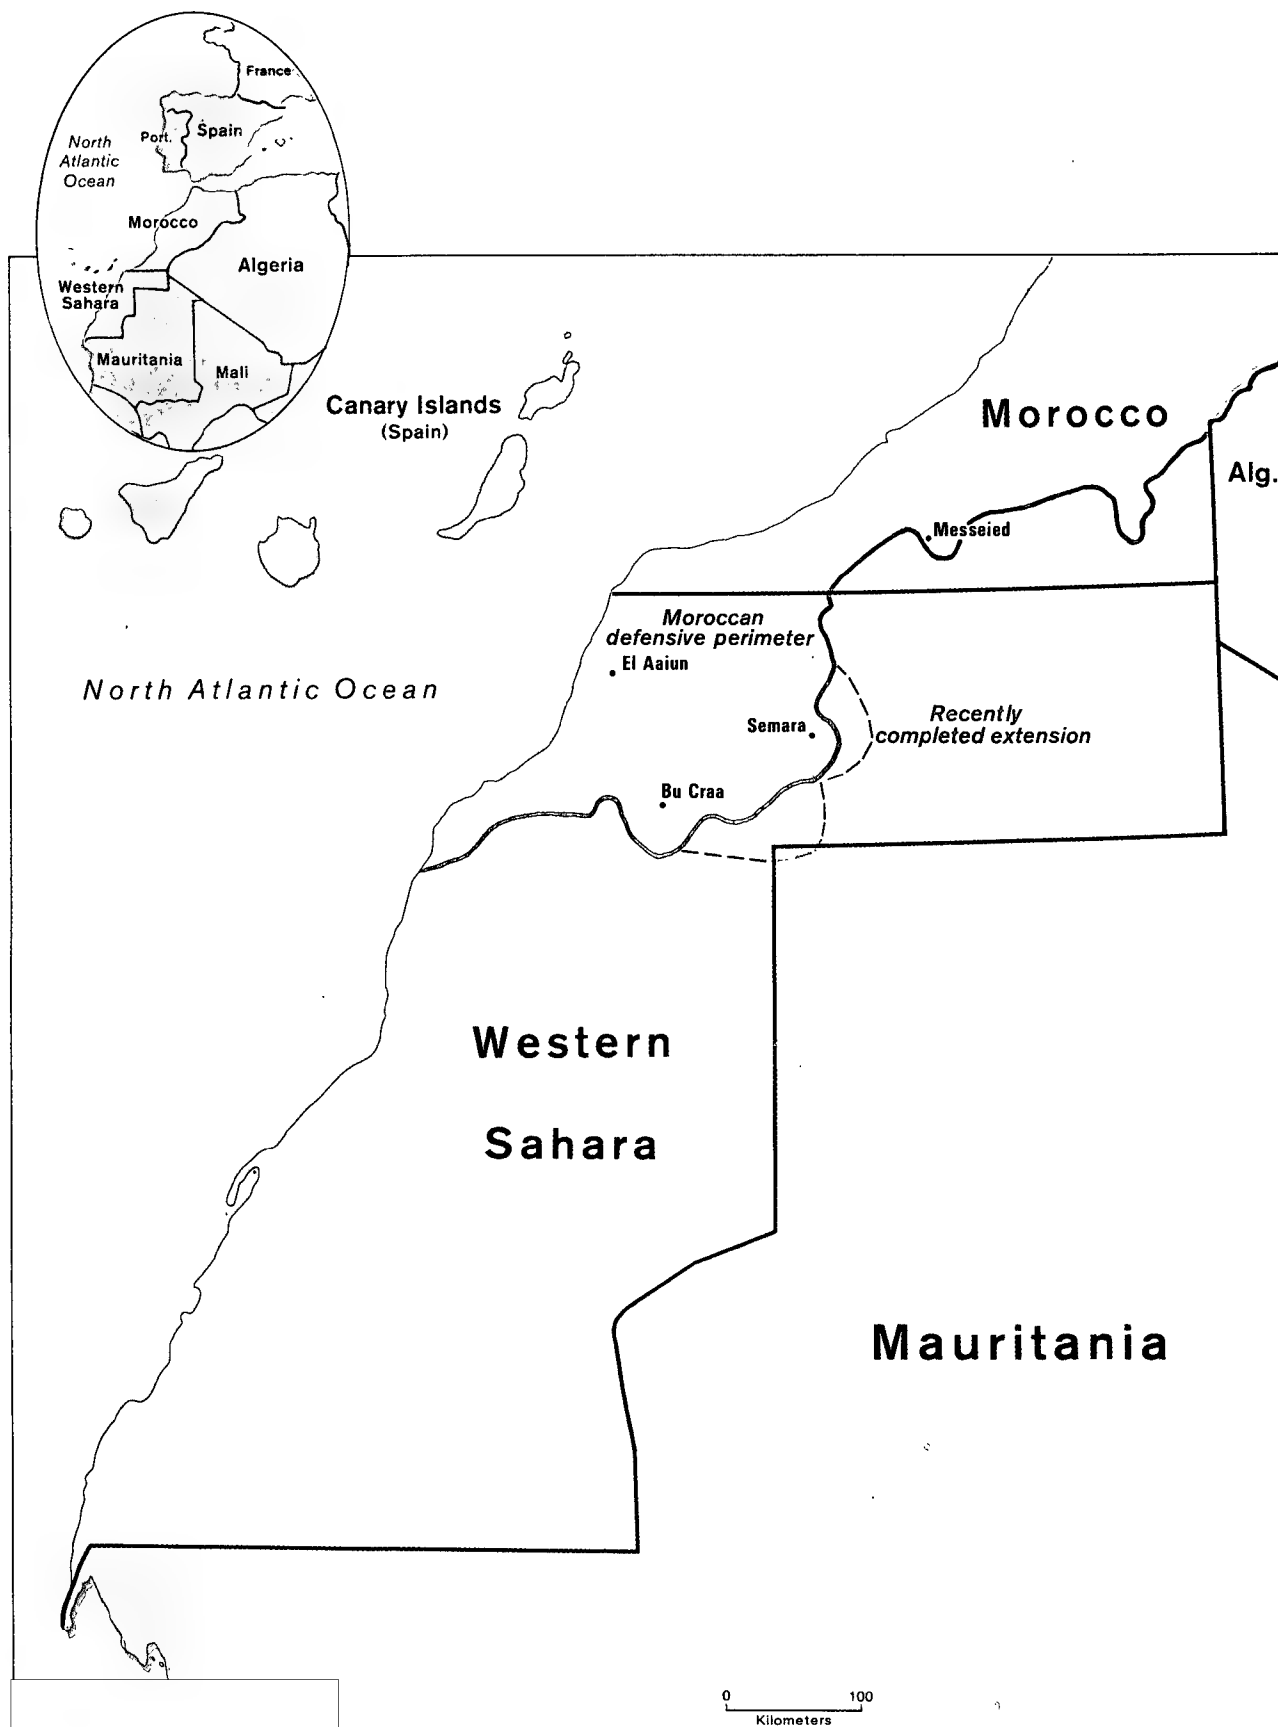 France
Port.
Spain
North
Atlantic
Ocean
Morocco
Algeria
Western
Sahara
Mauritania
Mali
Canary Islands
(Spain)
Morocco
Alg.
Messeied
Moroccan
defensive perimeter
El Aaiun
North Atlantic Ocean
Semara
Recently
completed extension
Bu Craa
Western
Sahara
Mauritania
0 100
Kilometers